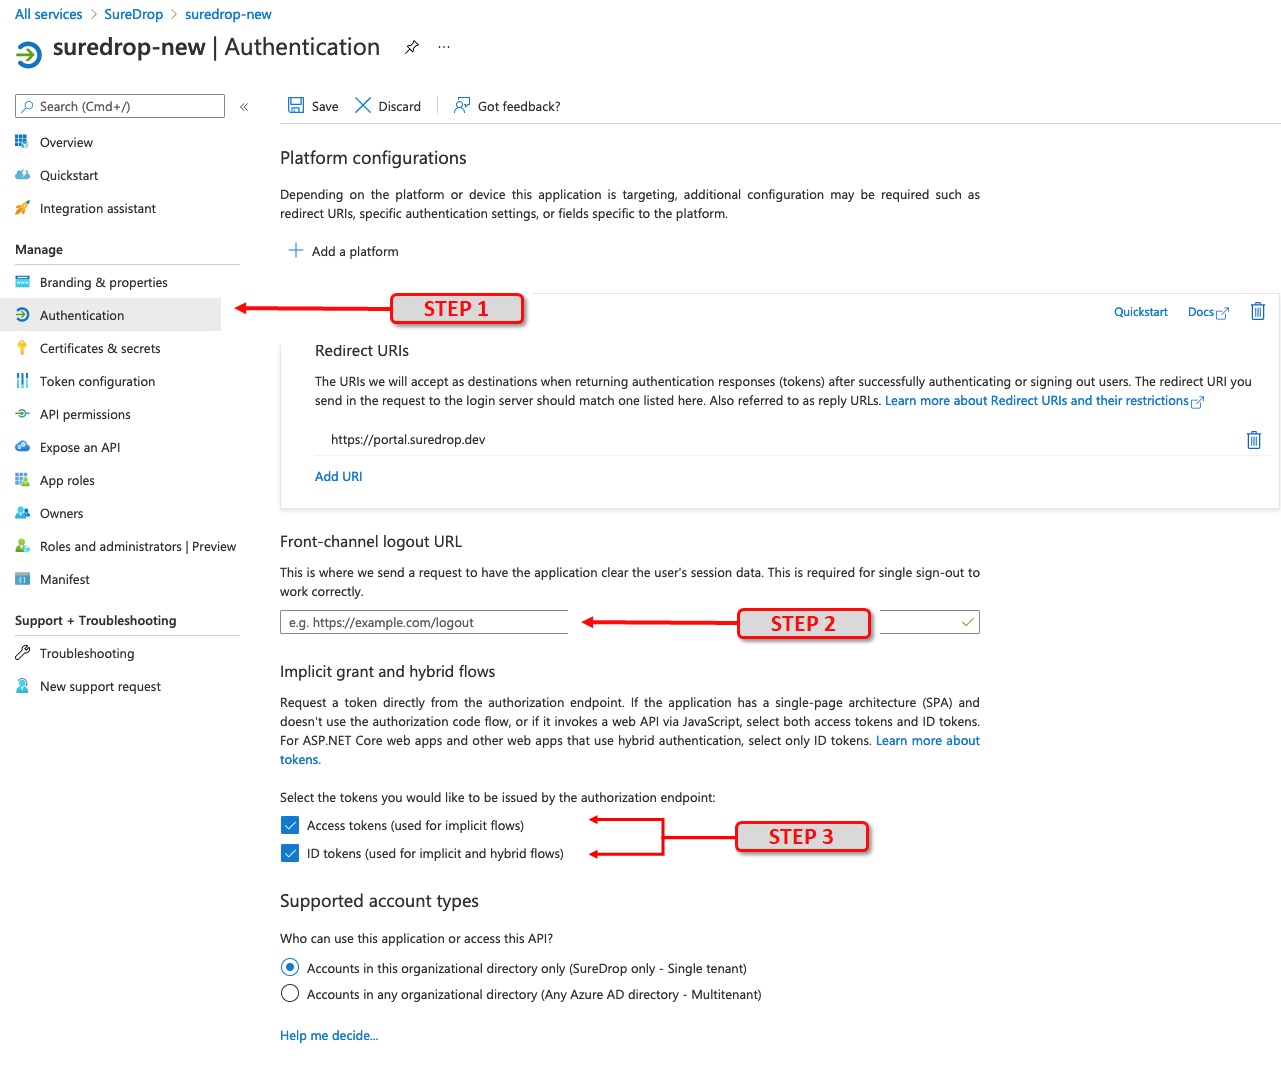 All services > SureDrop > suredrop-new
suredrop-new | Authentication
Search (Cmd+/)
«
Save
Discard
Got feedback?
Overview
Quickstart
Integration assistant
Manage
Branding & properties
Authentication
Certificates & secrets
Token configuration
API permissions
Expose an API
App roles
Owners
Roles and administrators | Preview
Manifest
Support + Troubleshooting
Troubleshooting
New support request
Platform configurations
Depending on the platform or device this application is targeting, additional configuration may be required such as
redirect URIs, specific authentication settings, or fields specific to the platform.
Add a platform
STEP 1
Quickstart
Docs
Redirect URIs
The URIs we will accept as destinations when returning authentication responses (tokens) after successfully authenticating or signing out users. The redirect URI you
send in the request to the login server should match one listed here. Also referred to as reply URLs. Learn more about Redirect URIs and their restrictions
https://portal.suredrop.dev
Add URI
Front-channel logout URL
This is where we send a request to have the application clear the user's session data. This is required for single sign-out to
work correctly.
e.g. https://example.com/logout
STEP 2
Implicit grant and hybrid flows
Request a token directly from the authorization endpoint. If the application has a single-page architecture (SPA) and
doesn't use the authorization code flow, or if it invokes a web API via JavaScript, select both access tokens and ID tokens.
For ASP.NET Core web apps and other web apps that use hybrid authentication, select only ID tokens. Learn more about
tokens.
Select the tokens you would like to be issued by the authorization endpoint:
Access tokens (used for implicit flows)
ID tokens (used for implicit and hybrid flows)
STEP 3
Supported account types
Who can use this application or access this API?
Accounts in this organizational directory only (SureDrop only - Single tenant)
Accounts in any organizational directory (Any Azure AD directory - Multitenant)
Help me decide...